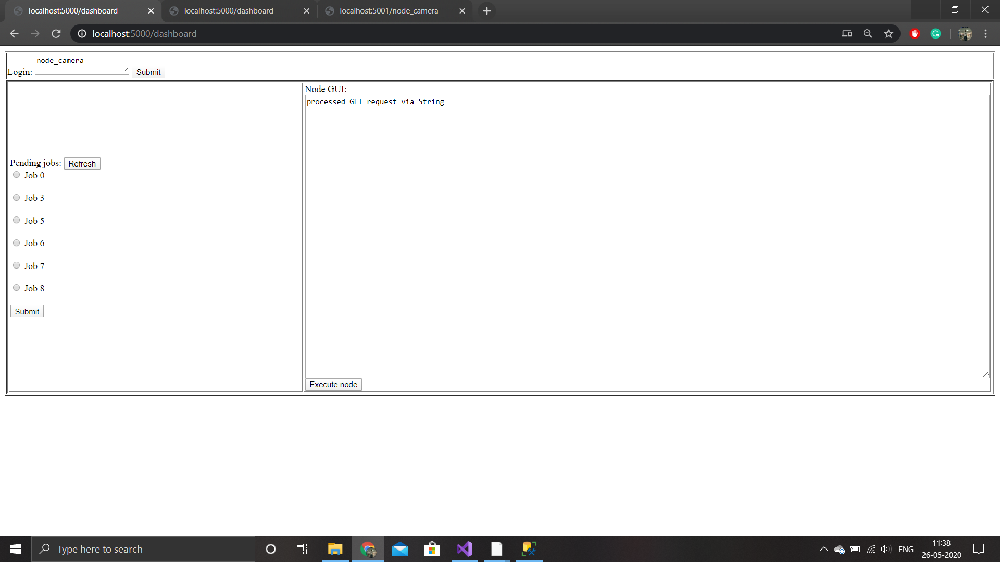 localhost:5000/dashboard
localhost:5000/dashboard
localhost:5001/node_camera
localhost:5000/dashboard
node_camera
Login:
Submit
Node GUI:
processed GET request via String
Pending jobs:
Refresh
Job 0
Job 3
Job 5
Job 6
Job 7
Job 8
Submit
Execute node
Type here to search
ENG
11:38
26-05-2020